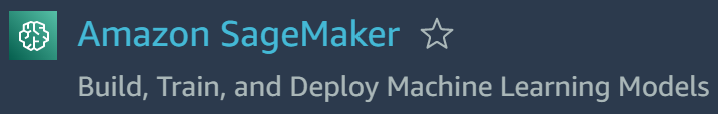 Amazon SageMaker
Build, Train, and Deploy Machine Learning Models